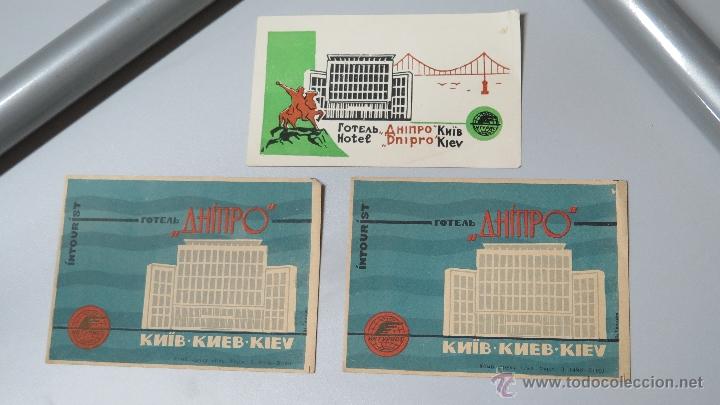 Готель „Дніпро“ Київ
Hotel „Dnipro“ Kiev
INTOURIST
ГОТЕЛЬ „ДНІПРО“
КИЇВ · КИЕВ · KIEV
INTOURIST
ГОТЕЛЬ „ДНІПРО“
КИЇВ · КИЕВ · KIEV
todocoleccion
© www.todocoleccion.net